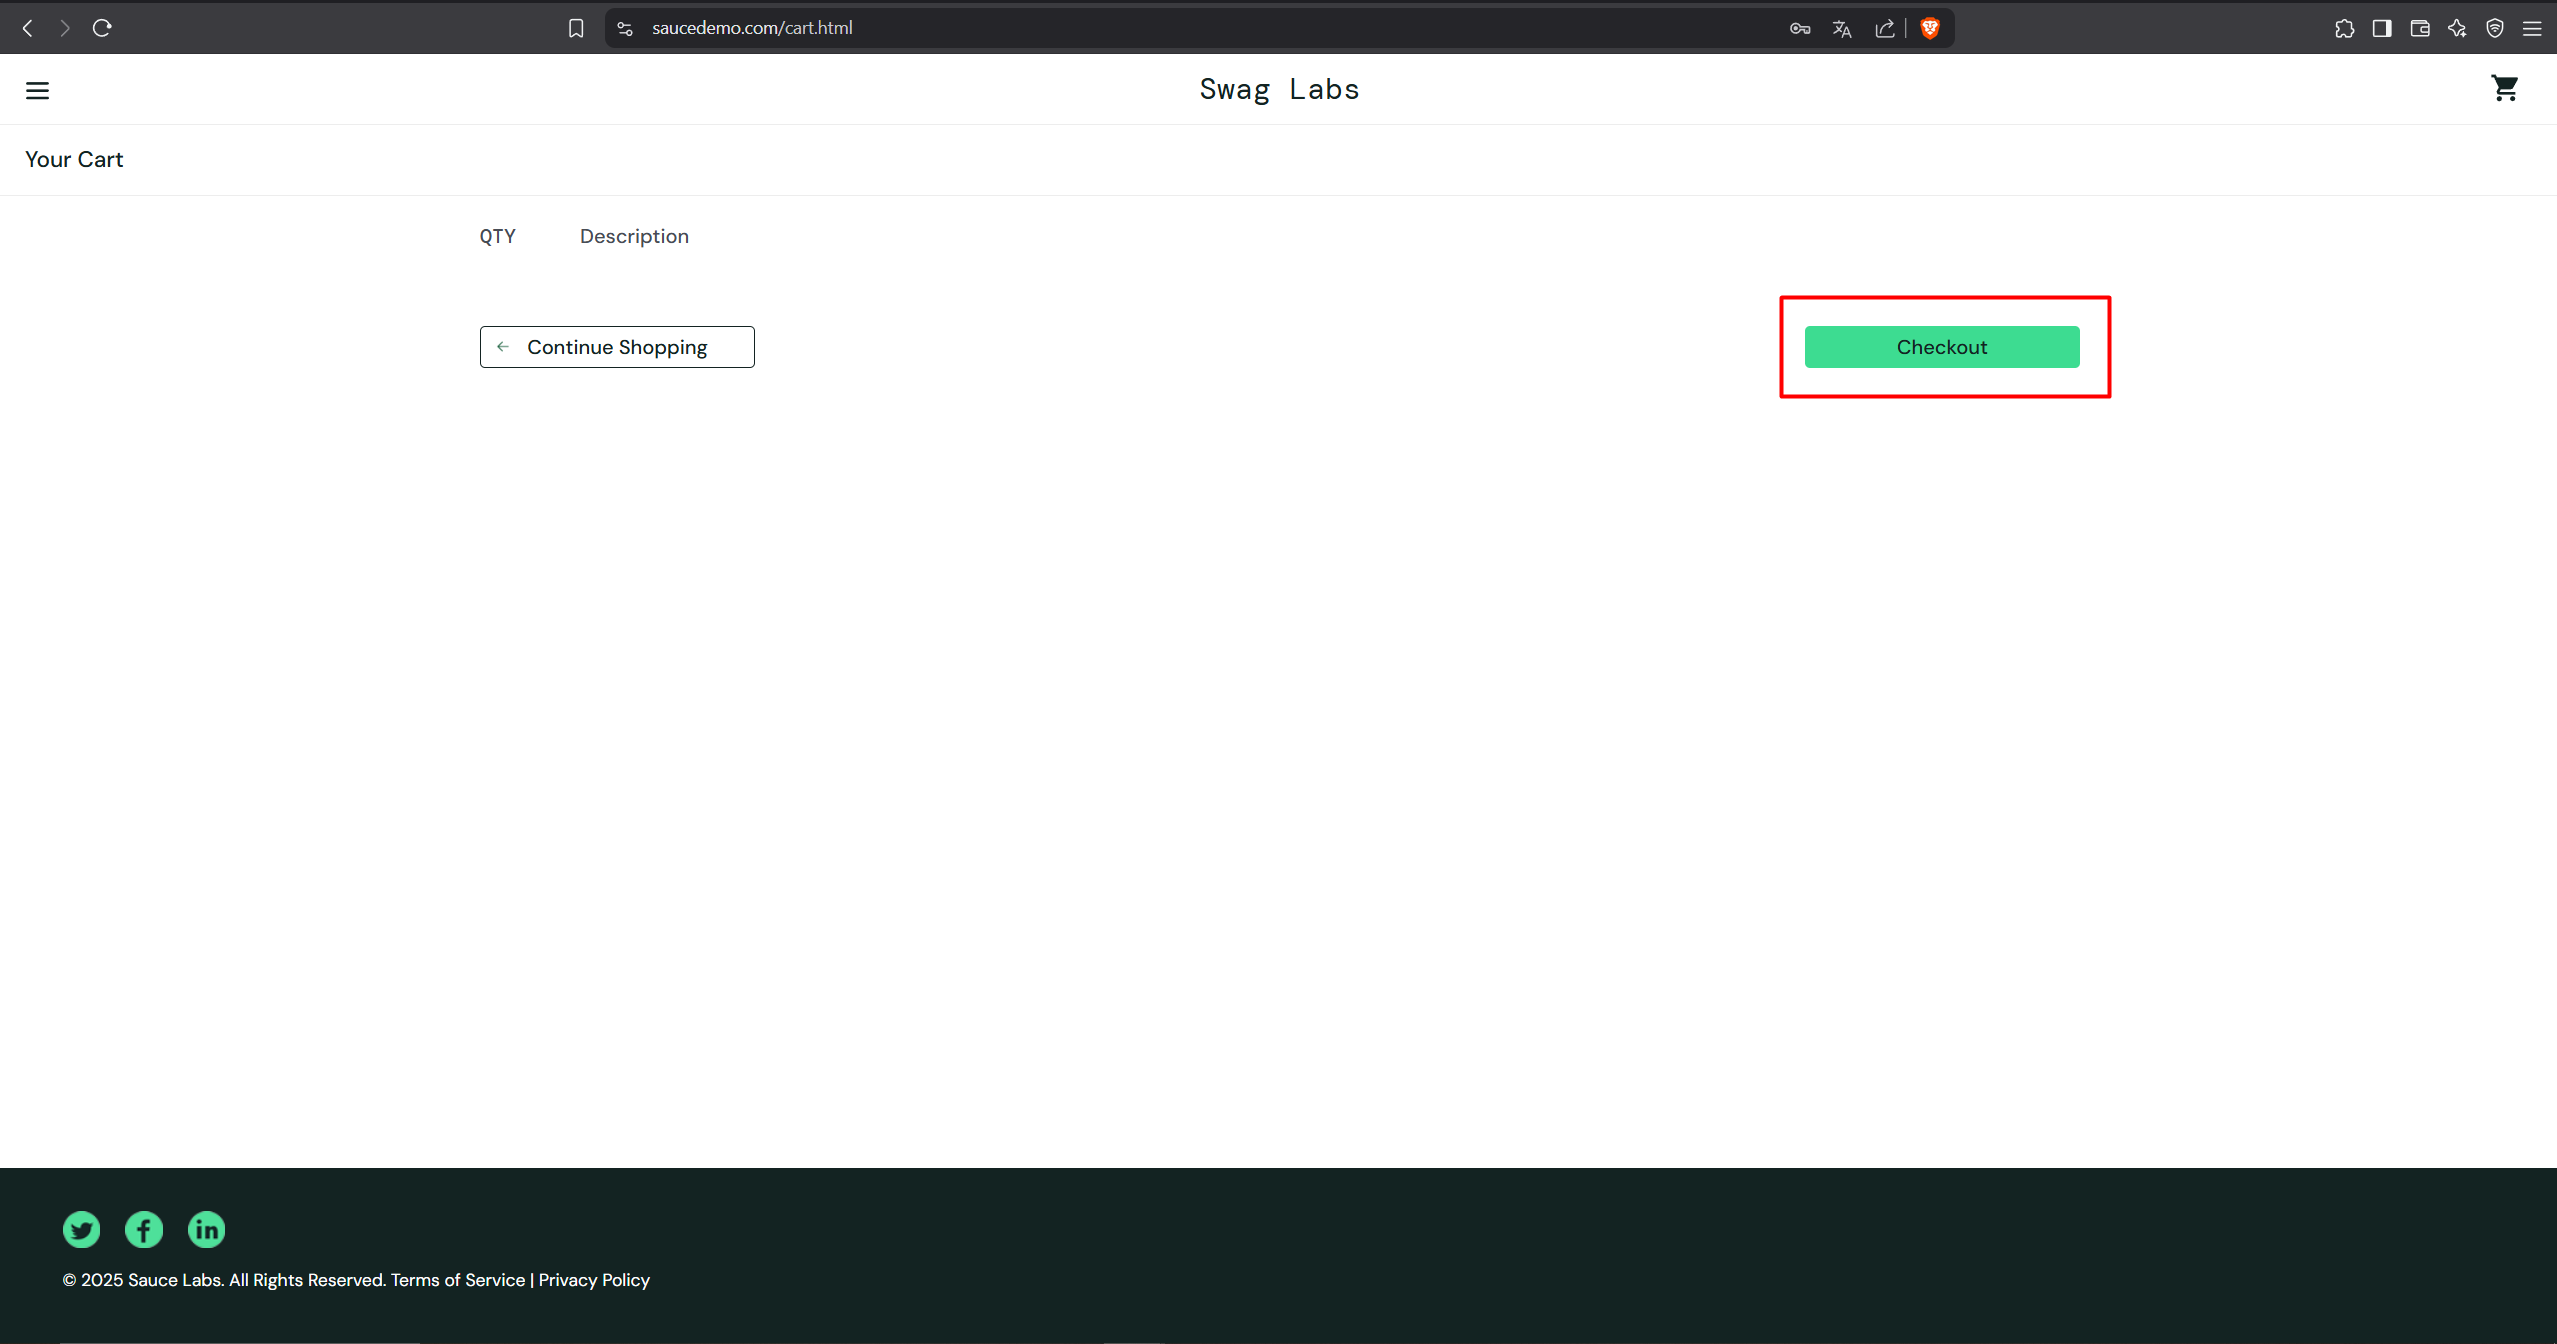 saucedemo.com/cart.html
Swag Labs
Your Cart
QTY Description
Continue Shopping Checkout
© 2025 Sauce Labs. All Rights Reserved. Terms of Service | Privacy Policy